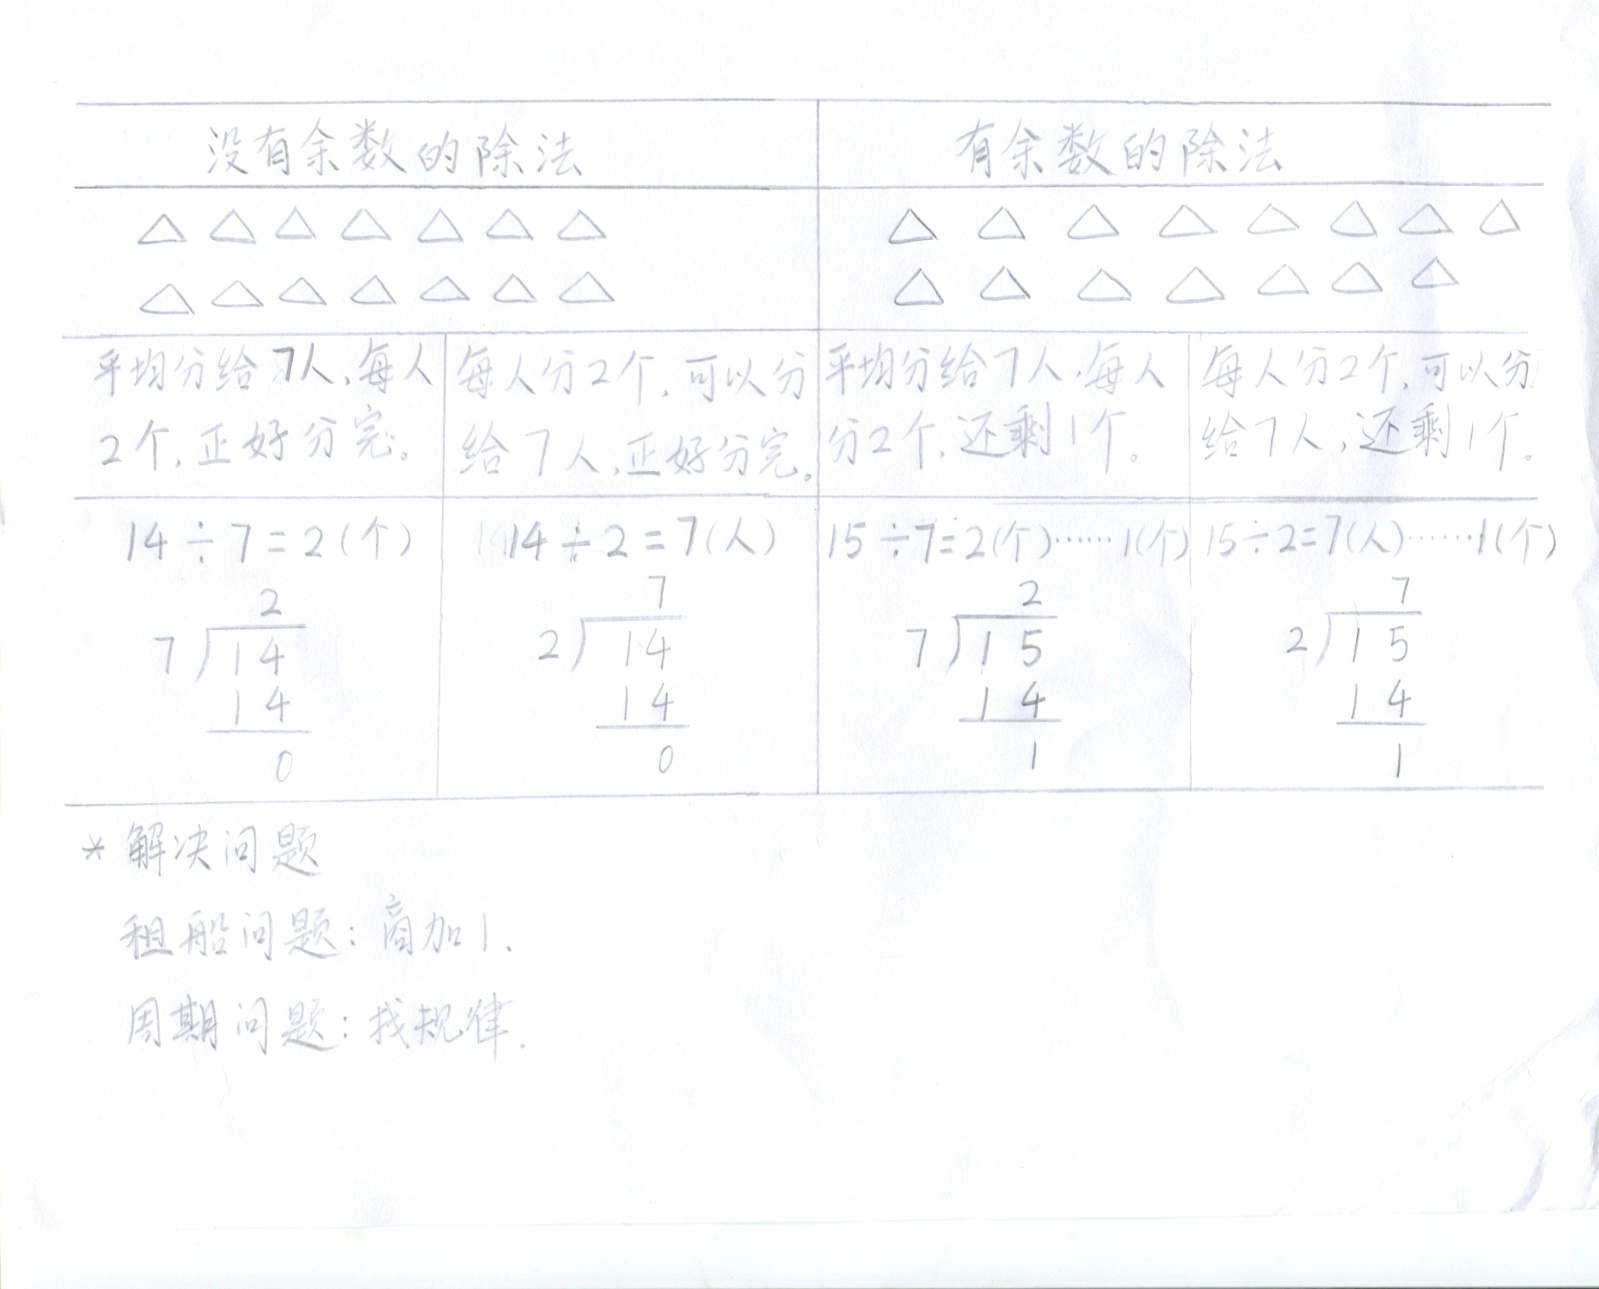 没有余数的除法
有余数的除法
平均分给7人,每人
2个,正好分完。
每人分2个,可以分
给7人,正好分完。
平均分给7人,每人
分2个,还剩1个。
每人分2个,可以分
给7人,还剩1个。
14÷7=2(个)
14÷2=7(人)
15÷7=2(个)……1(个)
15÷2=7(人)……1(个)
2
7 14
14
0
7
2 14
14
0
2
7 15
14
1
7
2 15
14
1
* 解决问题
租船问题:商加1.
周期问题:找规律.